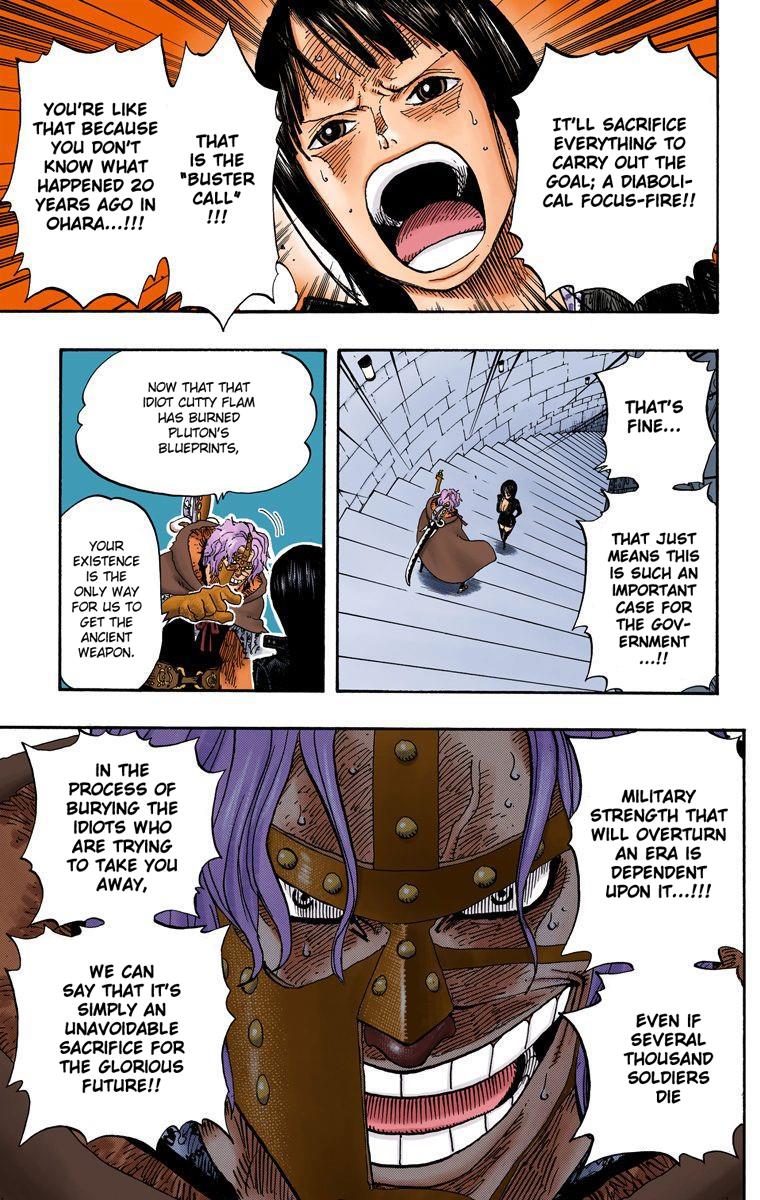 IT'LL SACRIFICE
EVERYTHING TO
CARRY OUT THE
GOAL; A DIABOLI-
CAL FOCUS-FIRE!!
THAT
IS THE
"BUSTER
CALL"
!!!
YOU'RE LIKE
THAT BECAUSE
YOU DON'T
KNOW WHAT
HAPPENED 20
YEARS AGO IN
OHARA...!!!
THAT'S
FINE...
THAT JUST
MEANS THIS
IS SUCH AN
IMPORTANT
CASE FOR
THE GOV-
ERNMENT
...!!
NOW THAT THAT
IDIOT CUTTY FLAM
HAS BURNED
PLUTON'S
BLUEPRINTS,
YOUR
EXISTENCE
IS THE
ONLY WAY
FOR US TO
GET THE
ANCIENT
WEAPON.
MILITARY
STRENGTH THAT
WILL OVERTURN
AN ERA IS
DEPENDENT
UPON IT...!!!
EVEN IF
SEVERAL
THOUSAND
SOLDIERS
DIE
IN THE
PROCESS OF
BURYING THE
IDIOTS WHO
ARE TRYING
TO TAKE YOU
AWAY,
WE CAN
SAY THAT IT'S
SIMPLY AN
UNAVOIDABLE
SACRIFICE FOR
THE GLORIOUS
FUTURE!!